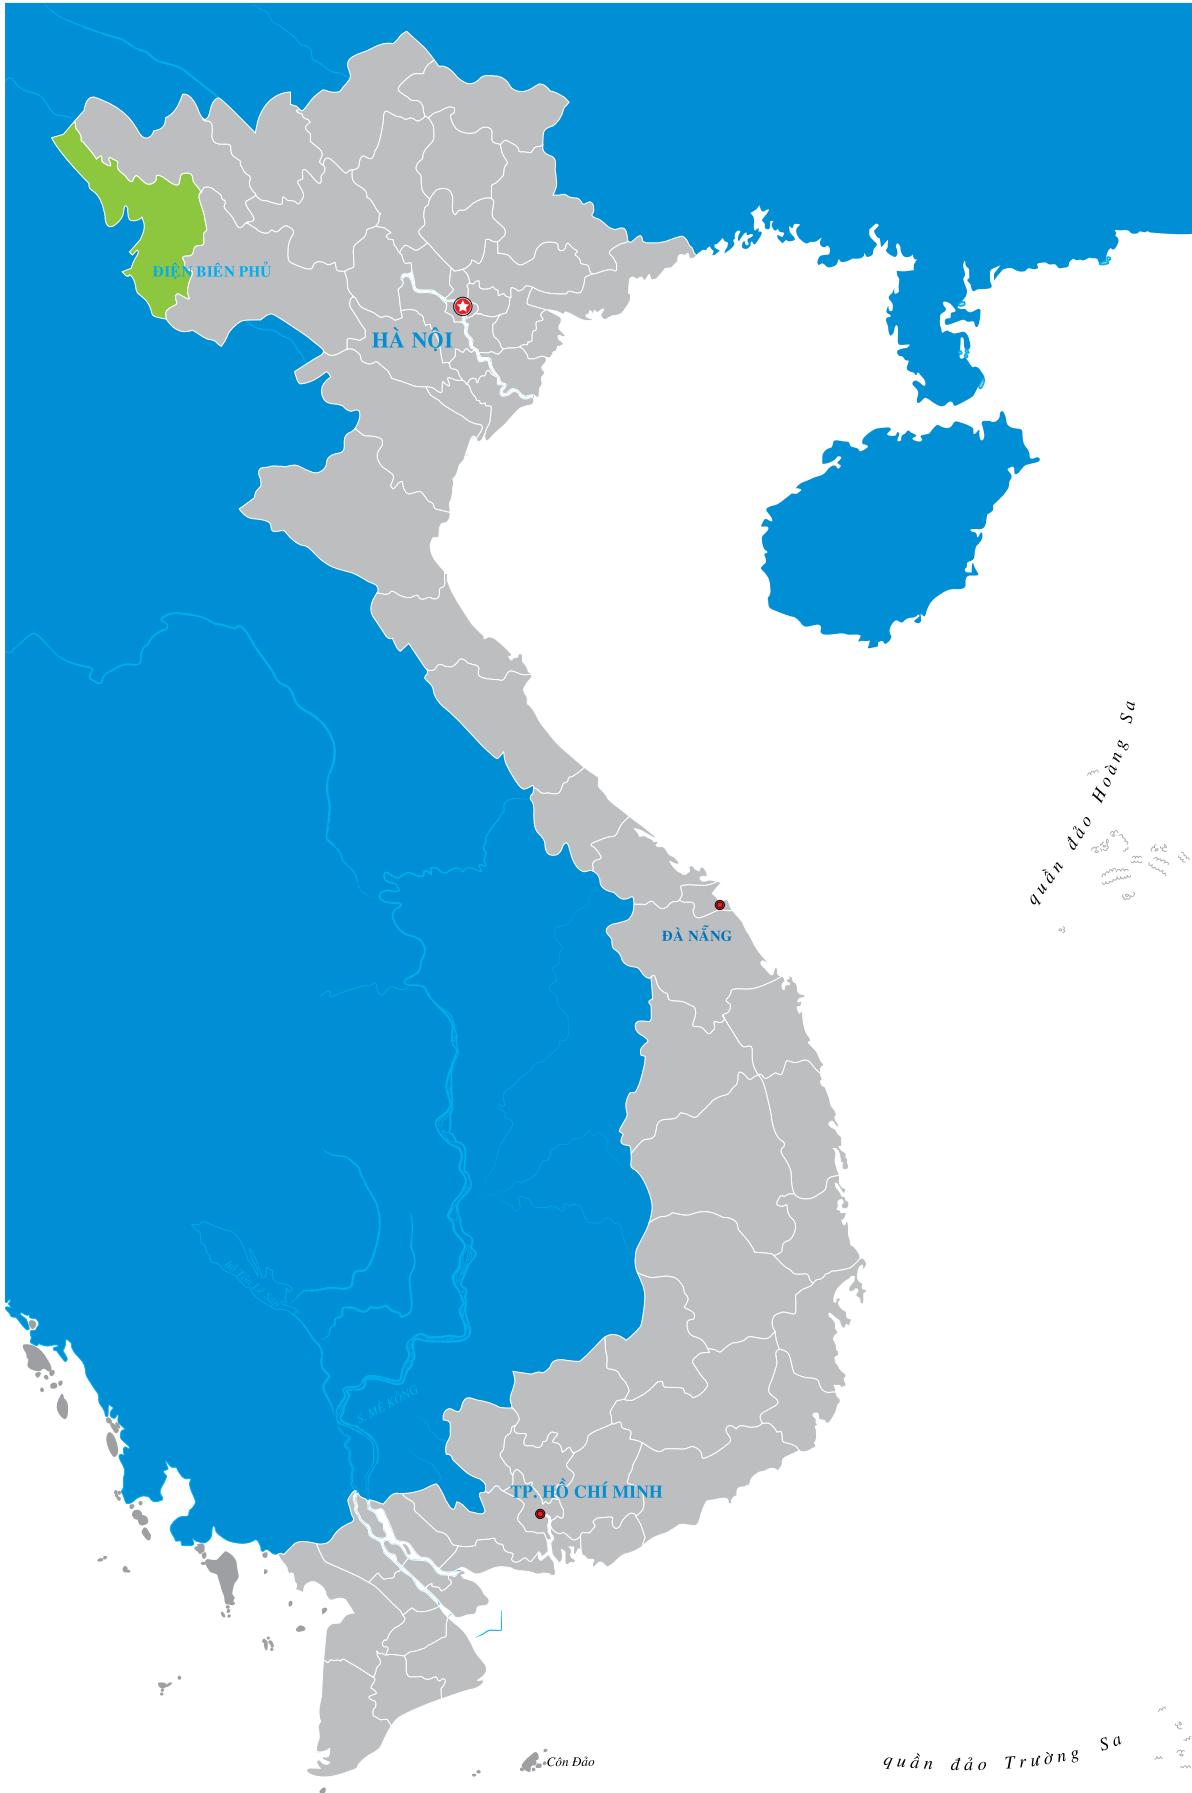 ĐIỆN BIÊN PHỦ
HÀ NỘI
quần đảo Hoàng Sa
ĐÀ NẴNG
S. MÊ KÔNG
TP. HỒ CHÍ MINH
Côn Đảo
quần đảo Trường Sa